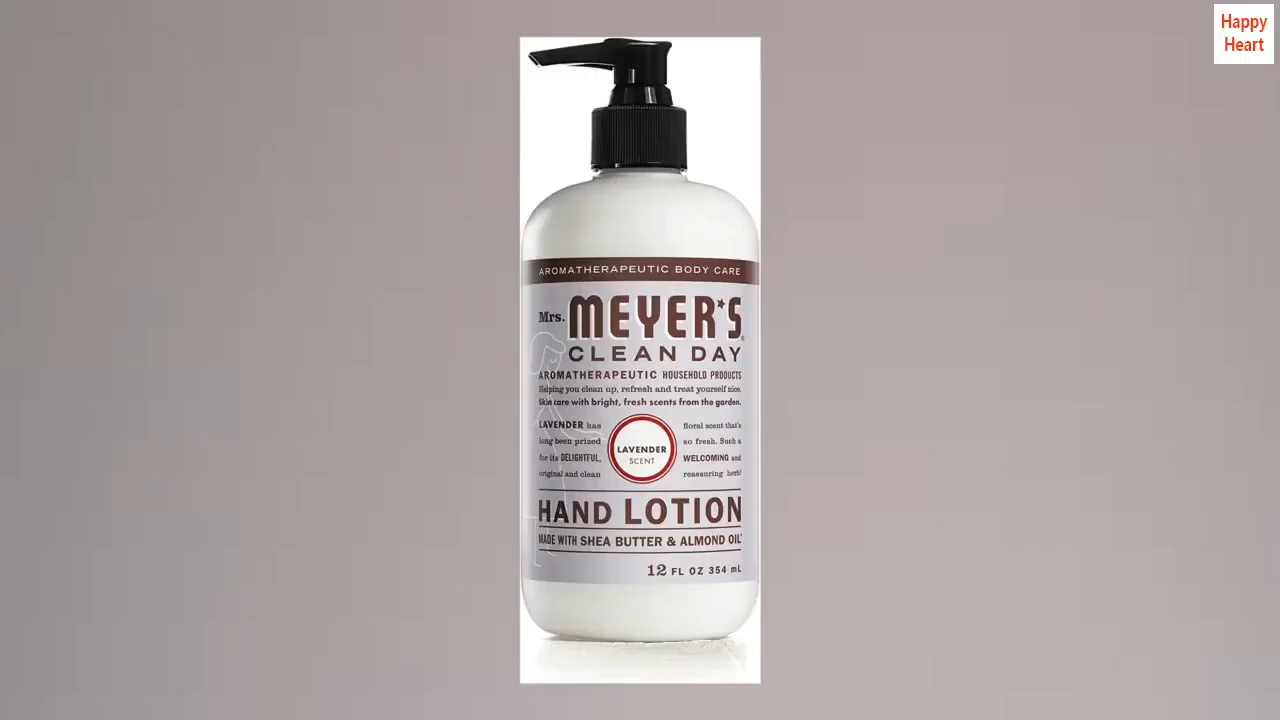 Happy
Heart
AROMATHERAPEUTIC BODY CARE
Mrs. MEYER'S
CLEAN DAY
AROMATHERAPEUTIC HOUSEHOLD PRODUCTS
Helping you clean up, refresh and treat yourself nice.
Skin care with bright, fresh scents from the garden.
LAVENDER has
long been prized
for its DELIGHTFUL,
original and clean
LAVENDER
SCENT
floral scent that's
so fresh. Such a
WELCOMING and
reassuring herb!
HAND LOTION
MADE WITH SHEA BUTTER & ALMOND OIL
12 FL OZ 354 mL